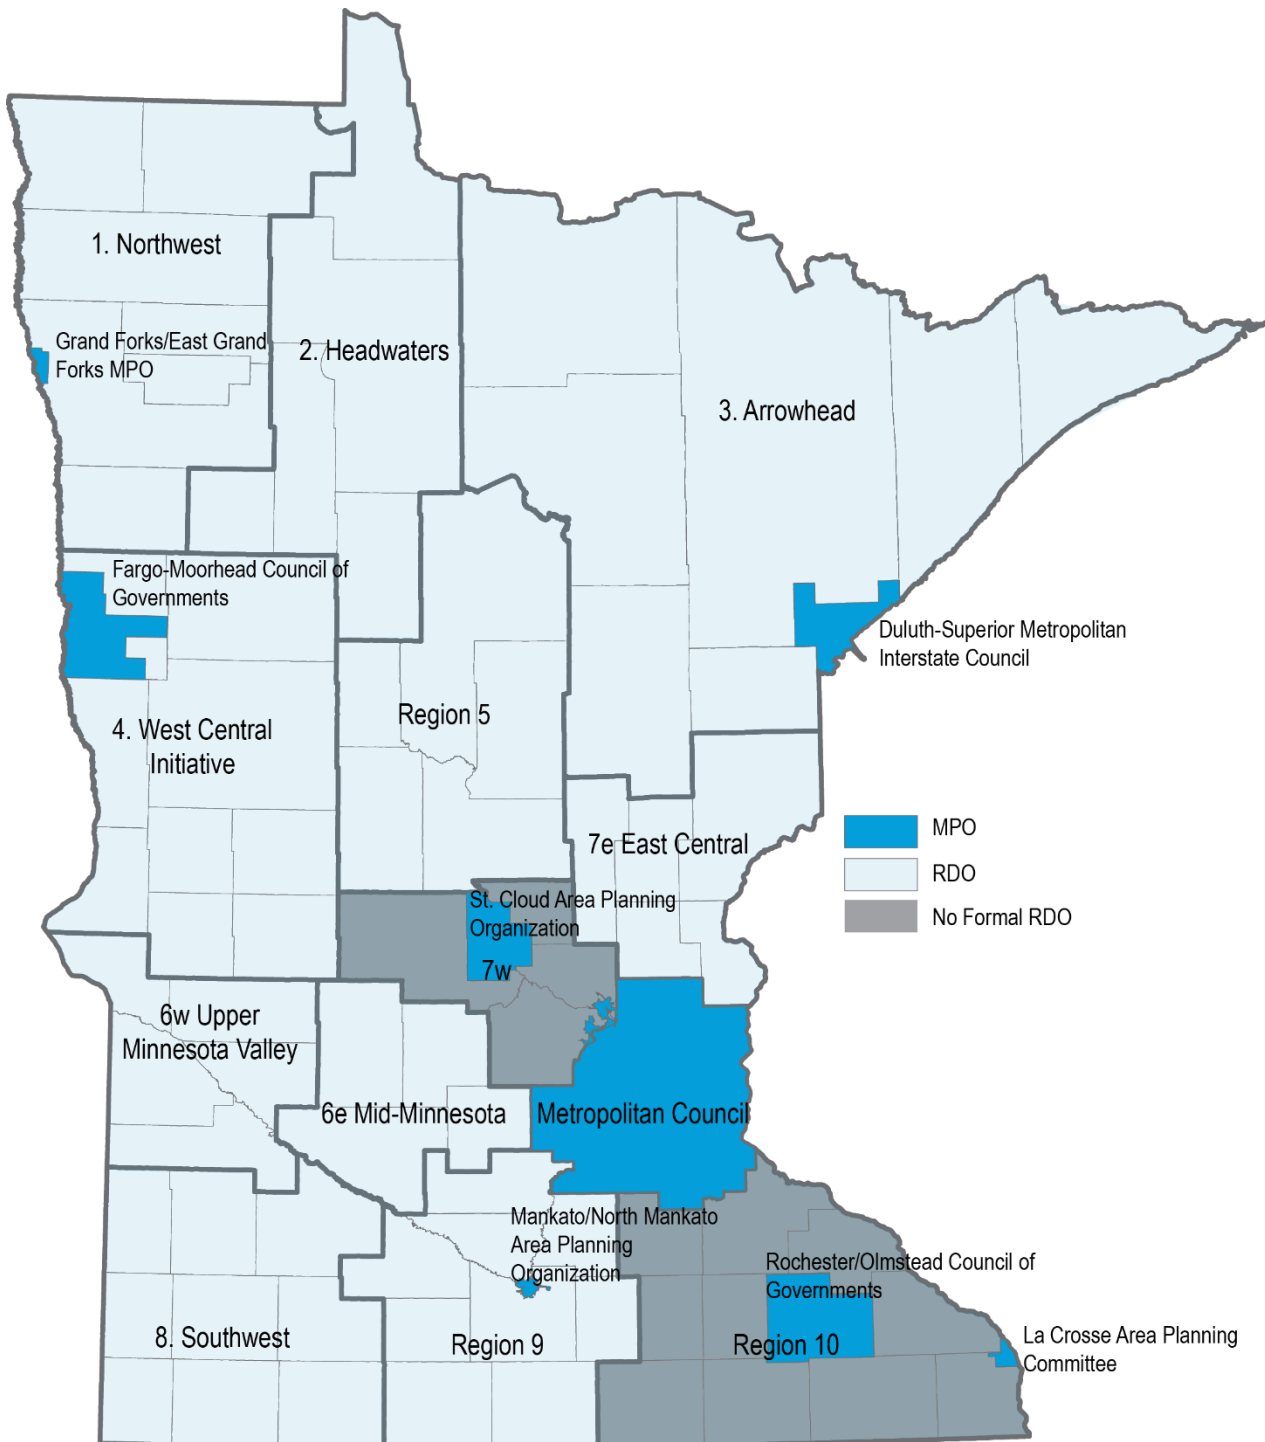 1. Northwest
Grand Forks/East Grand
Forks MPO
2. Headwaters
3. Arrowhead
Fargo-Moorhead Council of
Governments
Duluth-Superior Metropolitan
Interstate Council
4. West Central
Initiative
Region 5
7e East Central
MPO
RDO
No Formal RDO
St. Cloud Area Planning
Organization
7w
6w Upper
Minnesota Valley
6e Mid-Minnesota
Metropolitan Council
Mankato/North Mankato
Area Planning
Organization
Rochester/Olmstead Council of
Governments
8. Southwest
Region 9
Region 10
La Crosse Area Planning
Committee